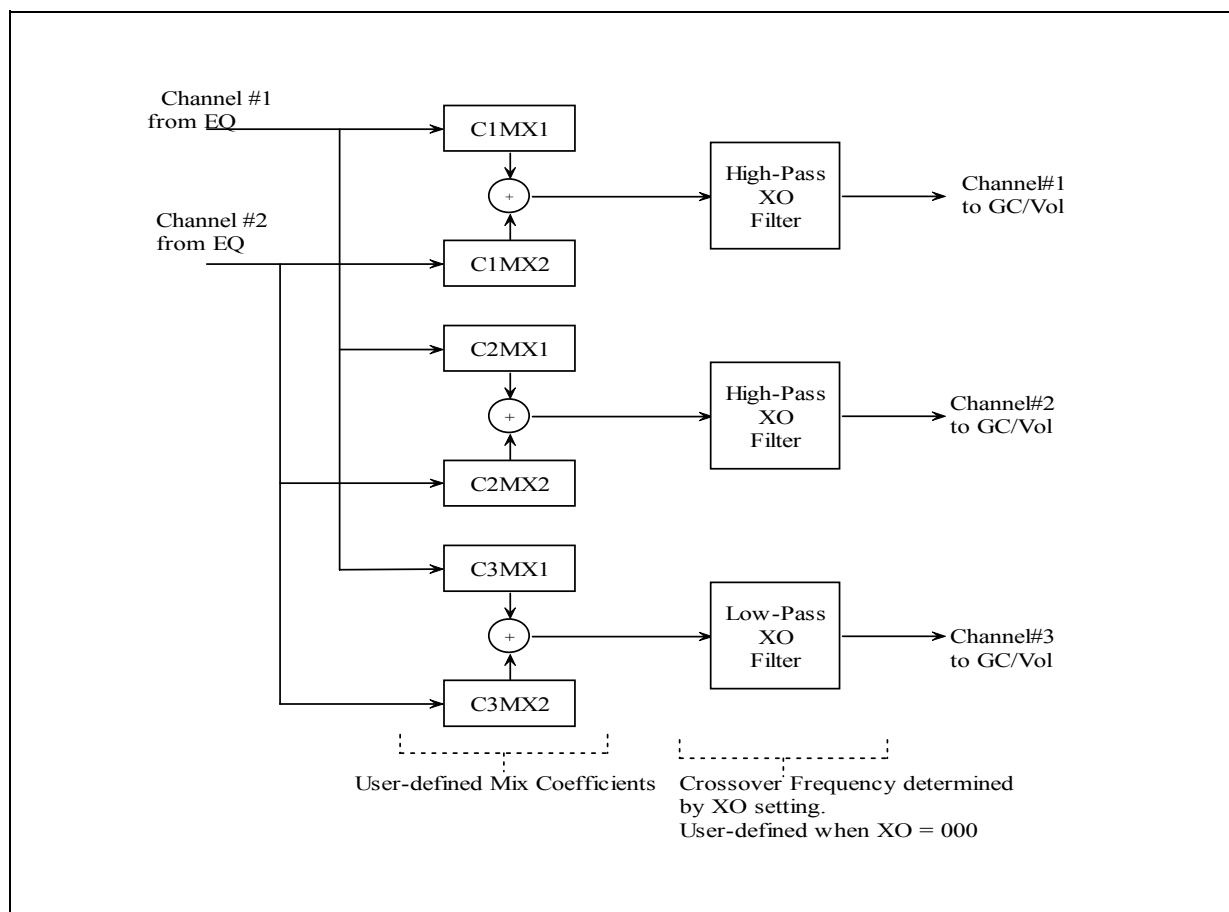 Channel #1
from EQ
C1MX1
+
High-Pass
XO
Filter
Channel#1
to GC/Vol
Channel #2
from EQ
C1MX2
C2MX1
+
High-Pass
XO
Filter
Channel#2
to GC/Vol
C2MX2
C3MX1
+
Low-Pass
XO
Filter
Channel#3
to GC/Vol
C3MX2
User-defined Mix Coefficients
Crossover Frequency determined
by XO setting.
User-defined when XO = 000